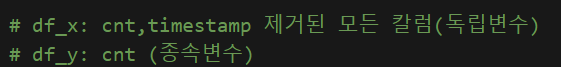 # df_x: cnt,timestamp 제거된 모든 칼럼(독립변수)
# df_y: cnt (종속변수)